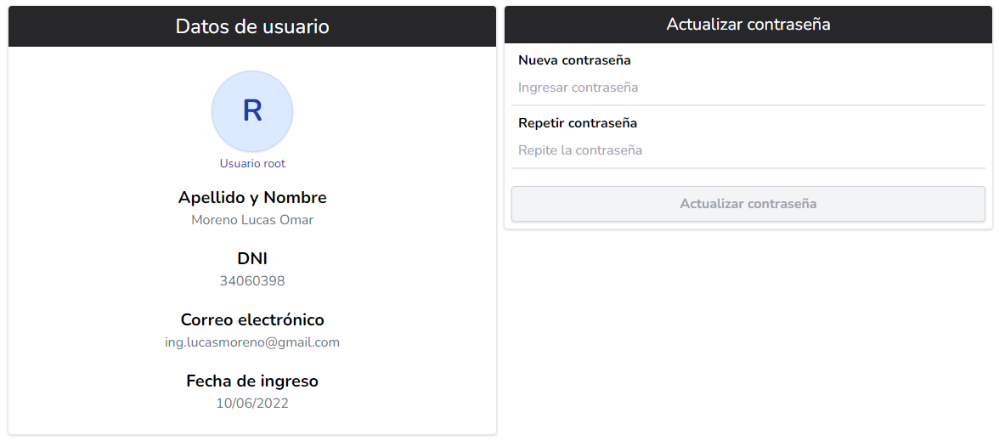 Datos de usuario
R
Usuario root
Apellido y Nombre
Moreno Lucas Omar
DNI
34060398
Correo electrónico
ing.lucasmoreno@gmail.com
Fecha de ingreso
10/06/2022
Actualizar contraseña
Nueva contraseña
Ingresar contraseña
Repetir contraseña
Repite la contraseña
Actualizar contraseña